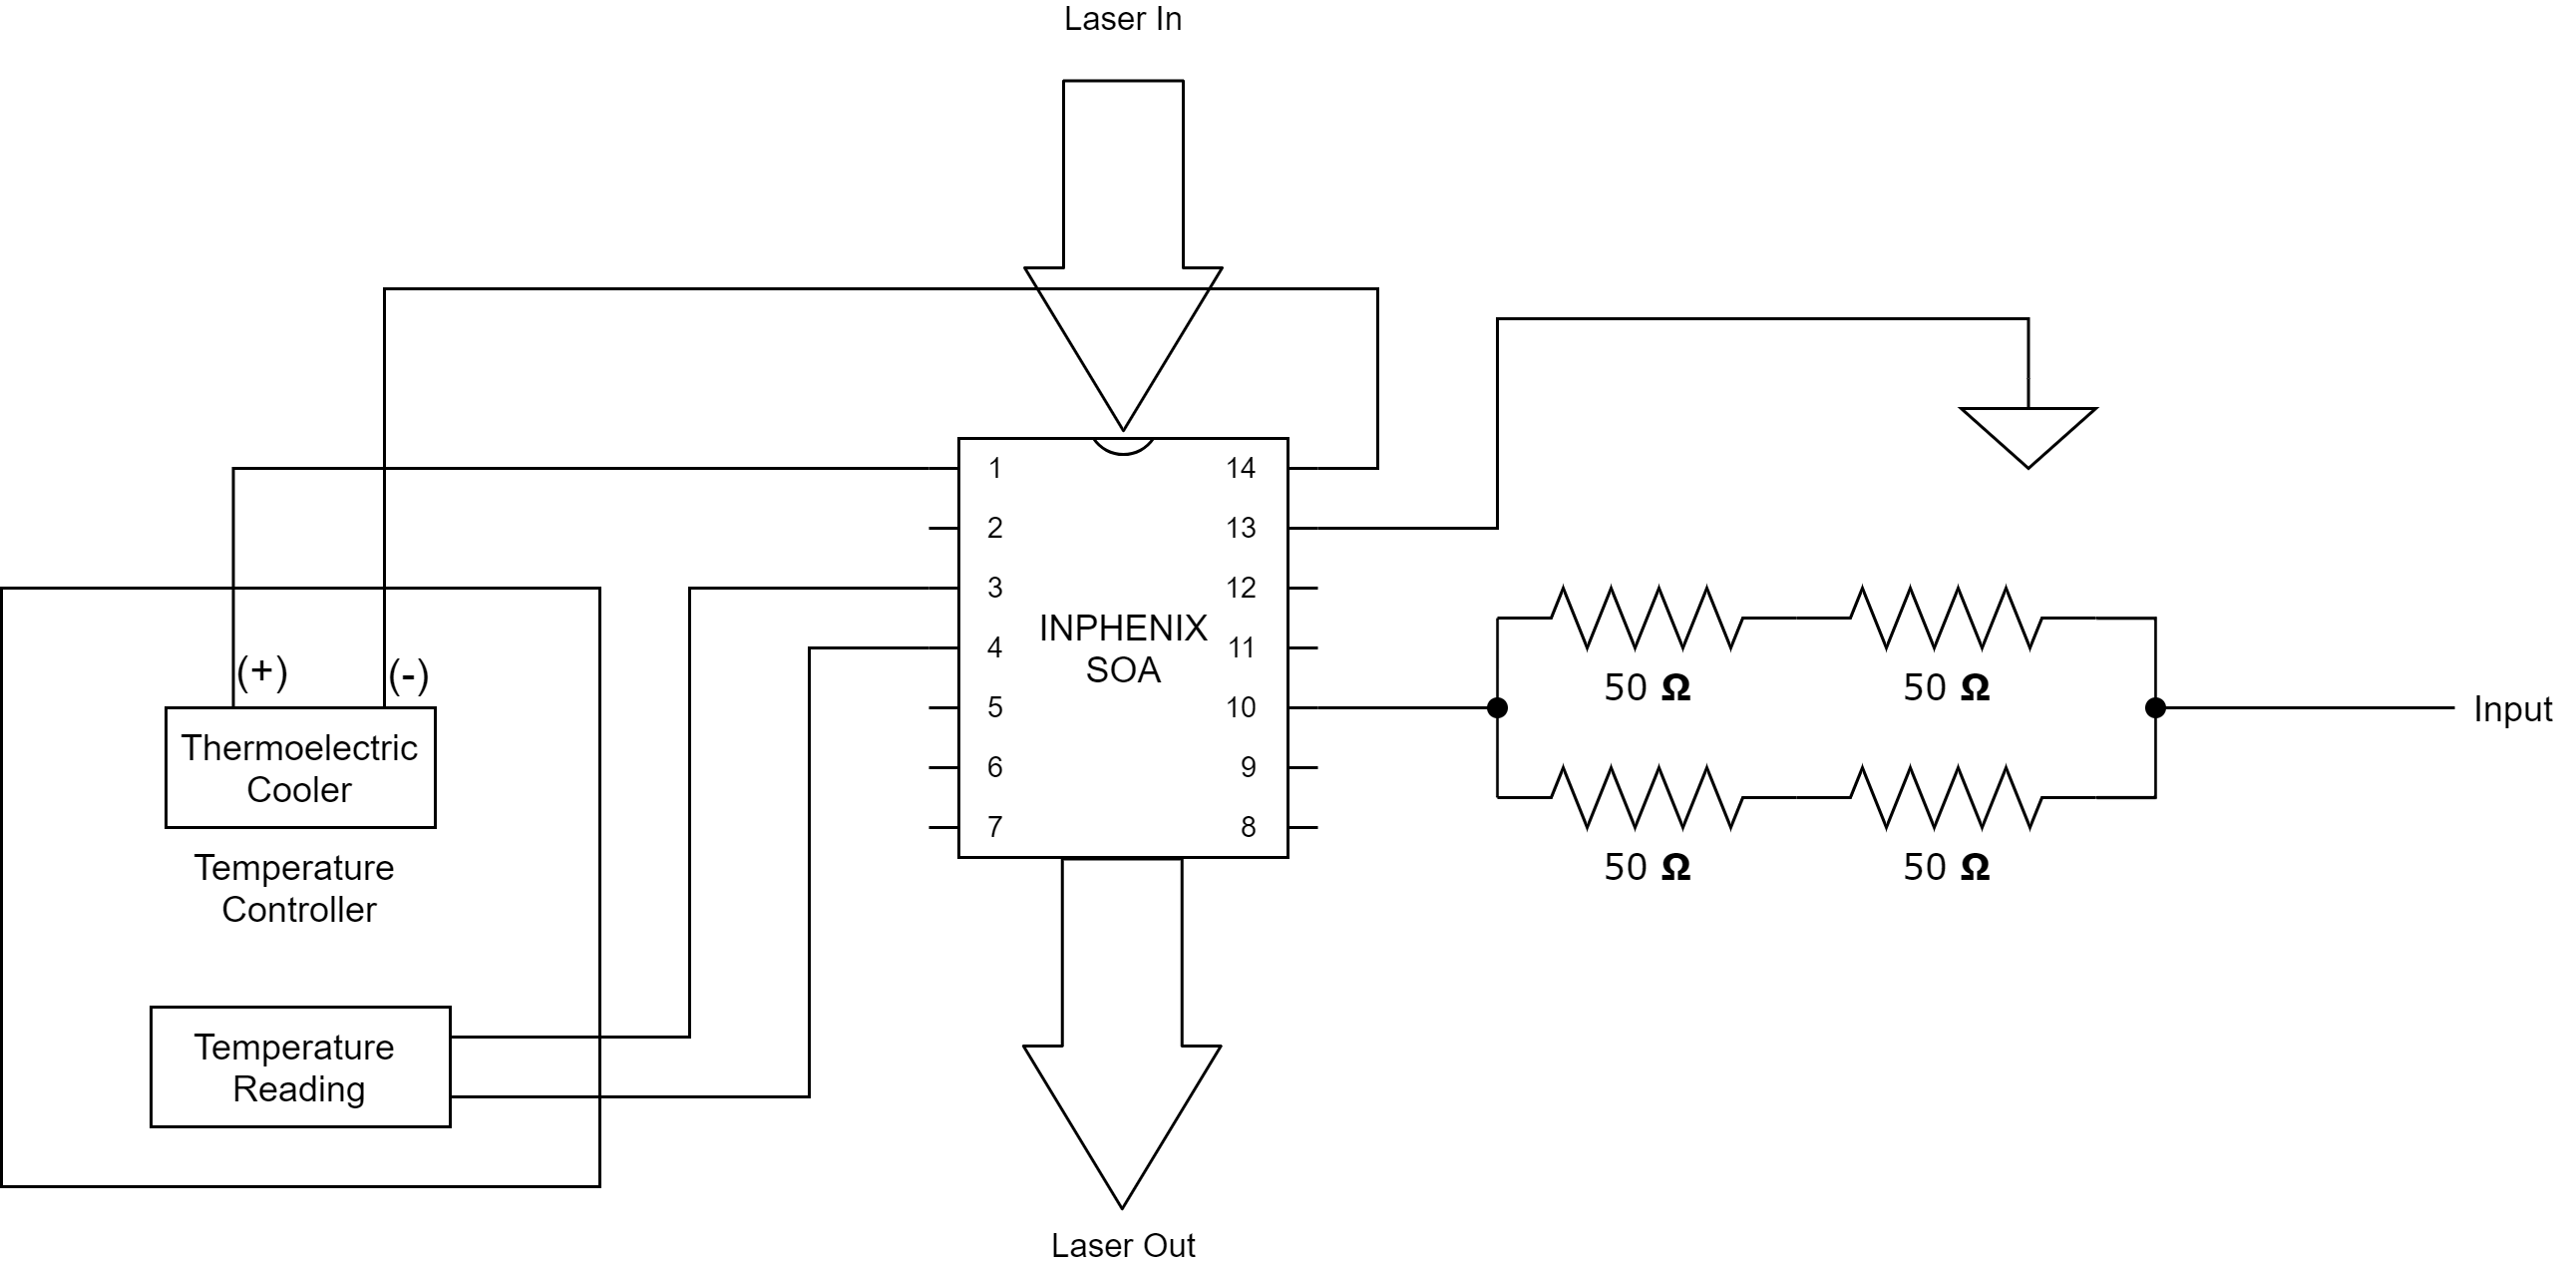 Laser In
1
14
2
13
3
12
INPHENIX
SOA
4
11
5
10
6
9
7
8
(+)
(-)
Thermoelectric
Cooler
Temperature
Controller
Temperature
Reading
50 Ω
50 Ω
50 Ω
50 Ω
Input
Laser Out